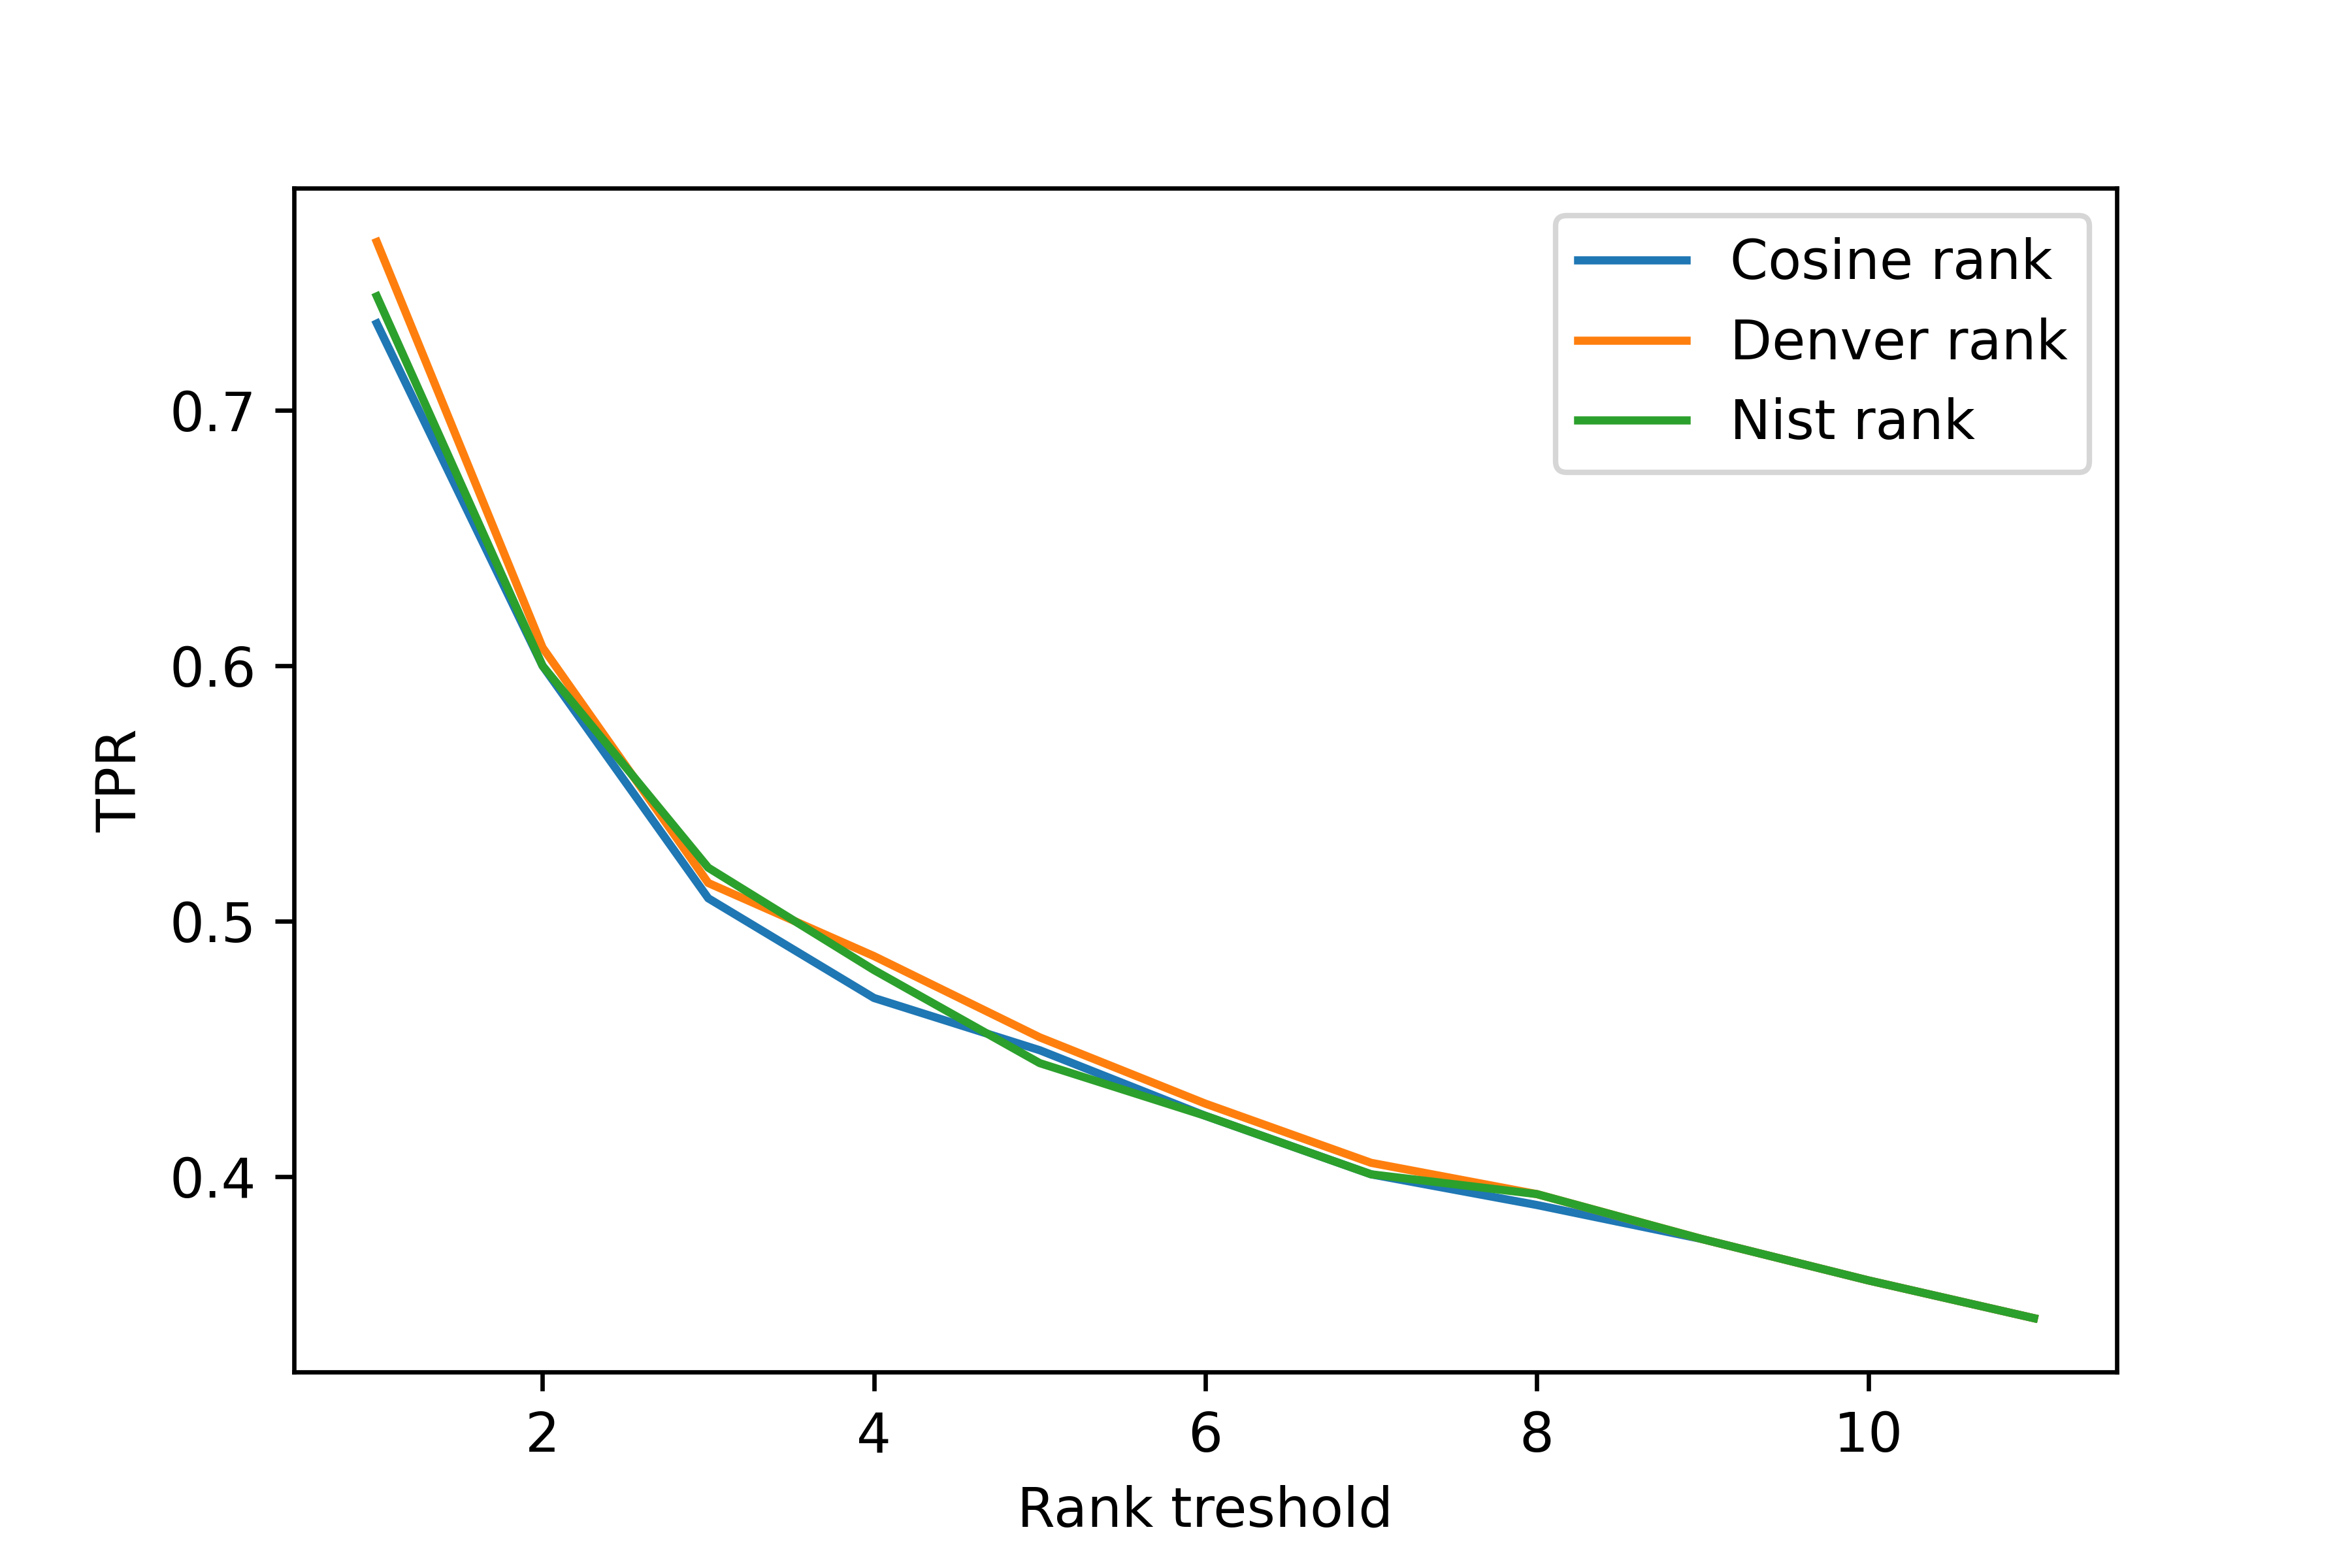 Cosine rank
Denver rank
Nist rank
0.7
0.6
0.5
0.4
TPR
2 4 6 8 10
Rank treshold